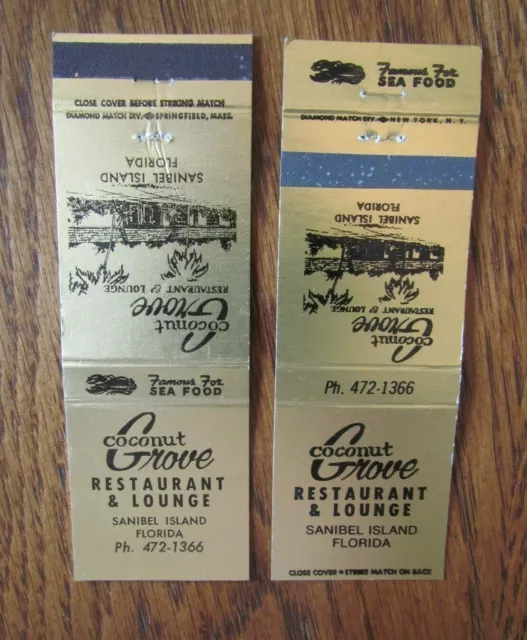 CLOSE COVER BEFORE STRIKING MATCH
DIAMOND MATCH DIV. SPRINGFIELD, MASS.
SANIBEL ISLAND
FLORIDA
RESTAURANT & LOUNGE
Coconut
Grove
Famous For
SEA FOOD
Coconut
Grove
RESTAURANT
& LOUNGE
SANIBEL ISLAND
FLORIDA
Ph. 472-1366
Famous For
SEA FOOD
DIAMOND MATCH DIV. NEW YORK, N. Y.
SANIBEL ISLAND
FLORIDA
RESTAURANT & LOUNGE
Coconut
Grove
Ph. 472-1366
Coconut
Grove
RESTAURANT
& LOUNGE
SANIBEL ISLAND
FLORIDA
CLOSE COVER STRIKE MATCH ON BACK